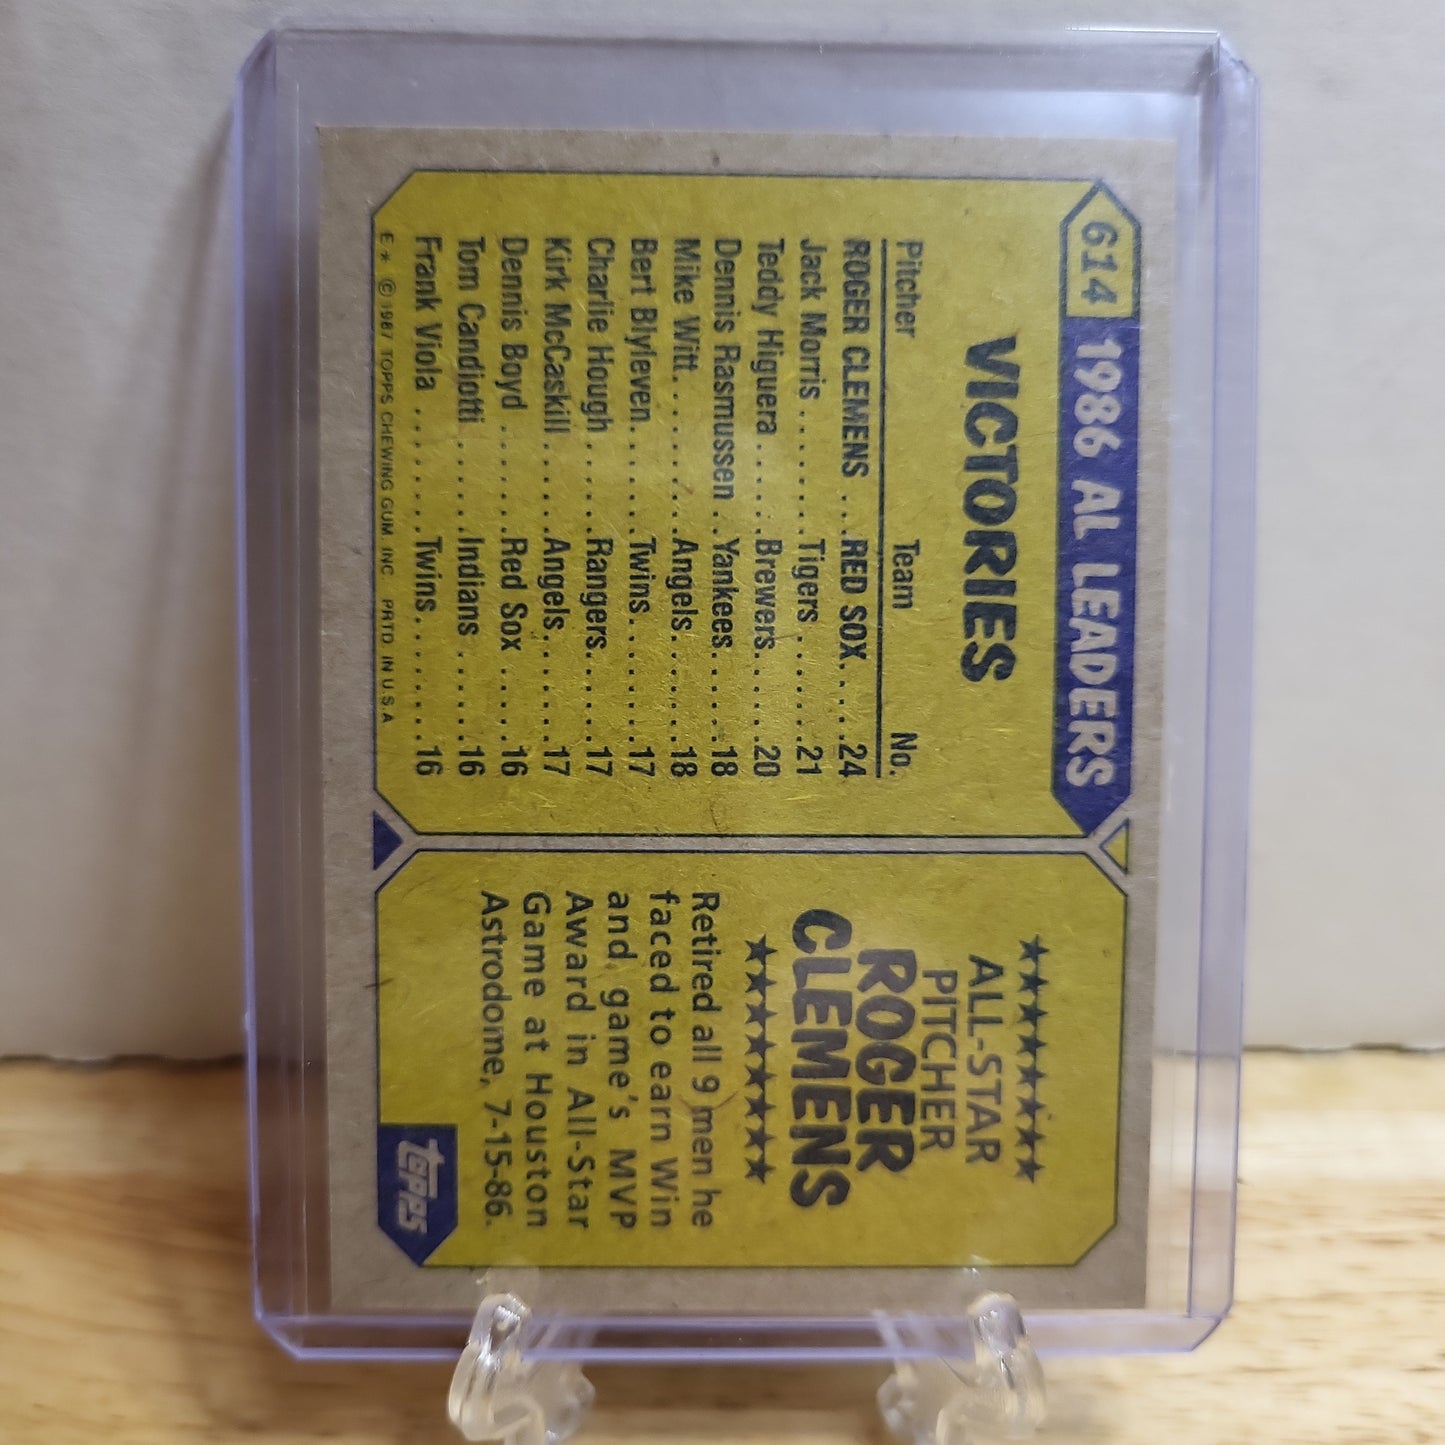 614 1986 AL LEADERS
VICTORIES
Pitcher Team No.
ROGER CLEMENS ...RED SOX.....24
Jack Morris ........Tigers .......21
Teddy Higuera ......Brewers......20
Dennis Rasmussen ..Yankees.....18
Mike Witt..........Angels.......18
Bert Blyleven.......Twins........17
Charlie Hough .....Rangers......17
Kirk McCaskill......Angels.......17
Dennis Boyd .......Red Sox ......16
Tom Candiotti ......Indians ......16
Frank Viola ........Twins........16
E* © 1987 TOPPS CHEWING GUM INC PRTD. IN U.S.A
ALL-STAR
PITCHER
ROGER
CLEMENS
Retired all 9 men he
faced to earn Win
and game's MVP
Award in All-Star
Game at Houston
Astrodome, 7-15-86.
topps